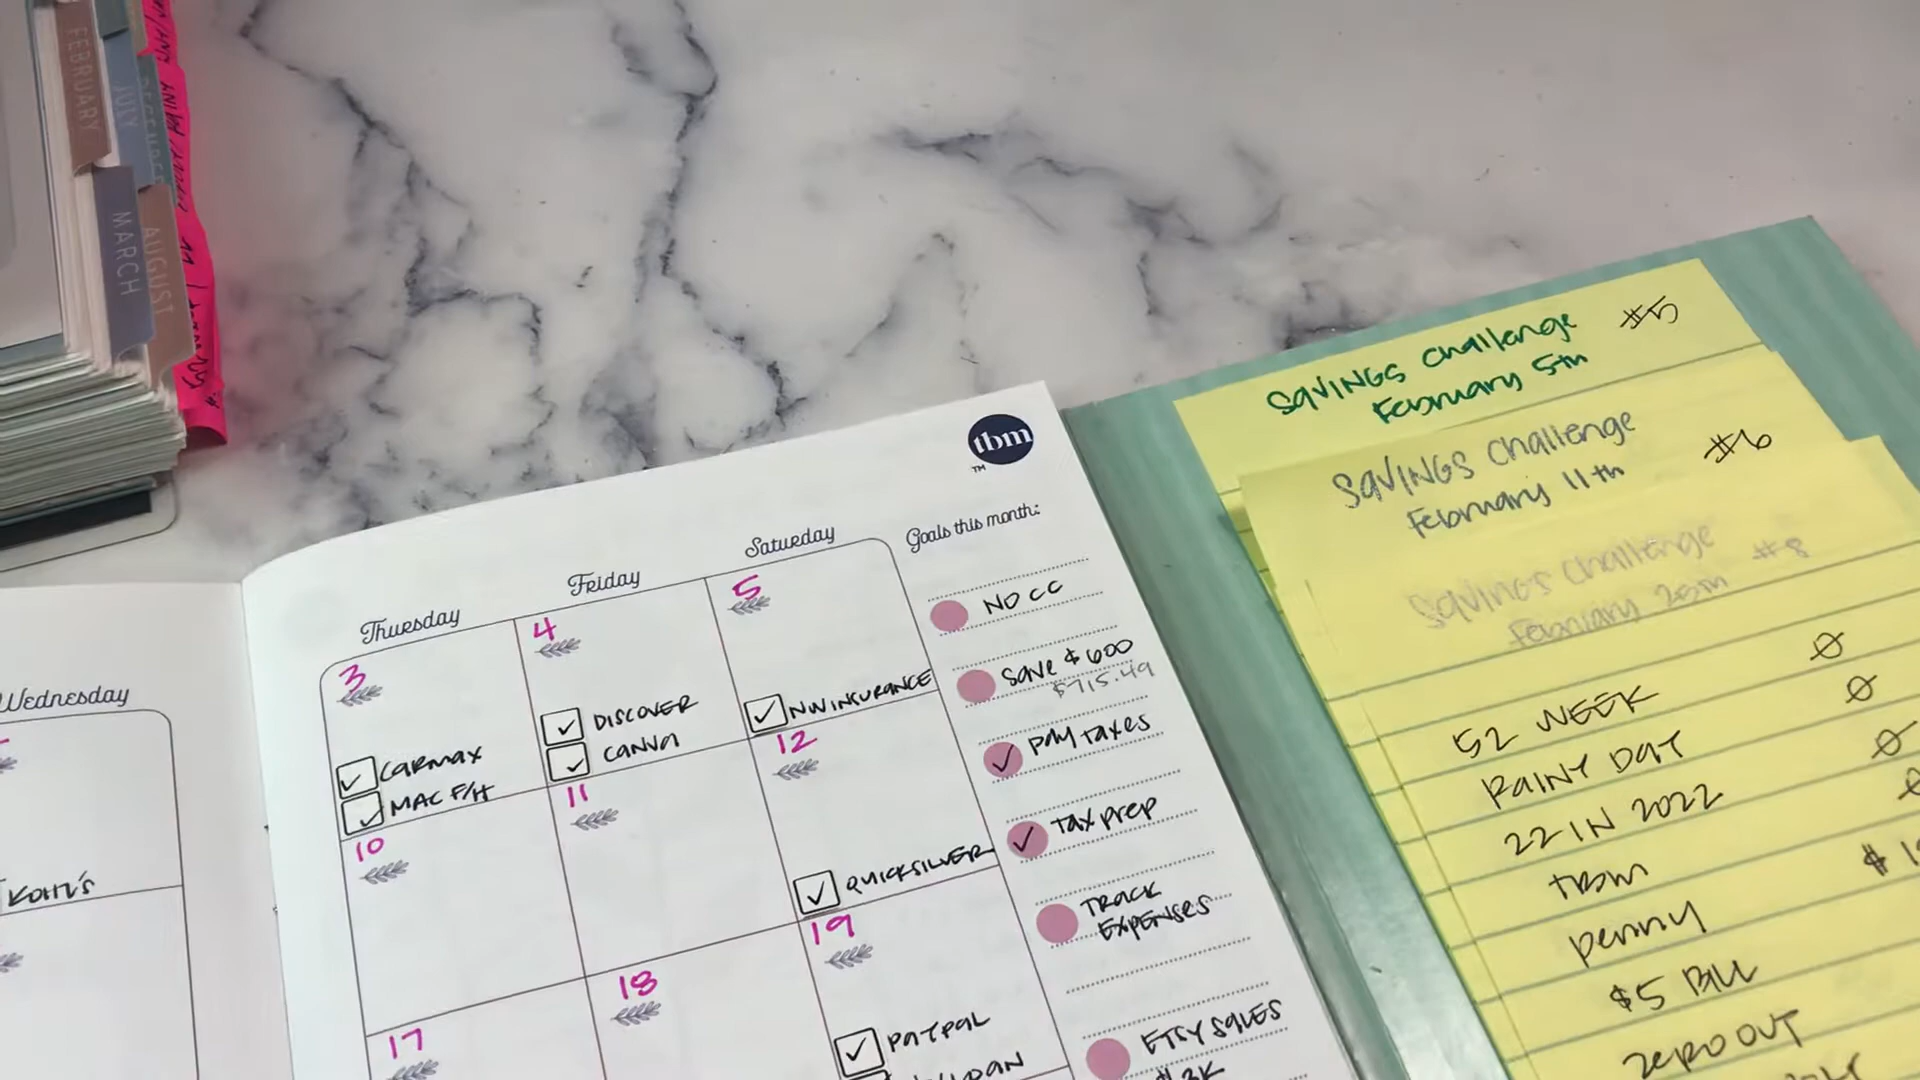 FEBRUARY
JULY
DECEMBER
MARCH
AUGUST
tbm
TM
Wednesday
Thursday
Friday
Saturday
Goals this month:
3
CARMAX
MAC F/H
4
DISCOVER
CANVA
5
NW INSURANCE
KOHL'S
10
11
12
QUICKSILVER
17
18
19
PAYPAL
NO CC
SAVE $600
$715.49
PAY TAXES
TAX PREP
TRACK
EXPENSES
ETSY SALES
SAVINGS Challenge #5
February 5th
SAVINGS Challenge #6
February 11th
SAVINGS Challenge #8
February
52 WEEK Ø
RAINY DAY Ø
22 IN 2022 Ø
TBM
penny
$5 BILL
ZERO OUT